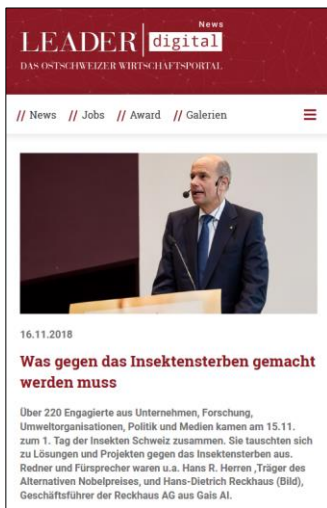 News
LEADER digital
DAS OSTSCHWEIZER WIRTSCHAFTSPORTAL
// News // Jobs // Award // Galerien
16.11.2018
Was gegen das Insektensterben gemacht
werden muss
Über 220 Engagierte aus Unternehmen, Forschung,
Umweltorganisationen, Politik und Medien kamen am 15.11.
zum 1. Tag der Insekten Schweiz zusammen. Sie tauschten sich
zu Lösungen und Projekten gegen das Insektensterben aus.
Redner und Fürsprecher waren u.a. Hans R. Herren ,Träger des
Alternativen Nobelpreises, und Hans-Dietrich Reckhaus (Bild),
Geschäftsführer der Reckhaus AG aus Gais AI.